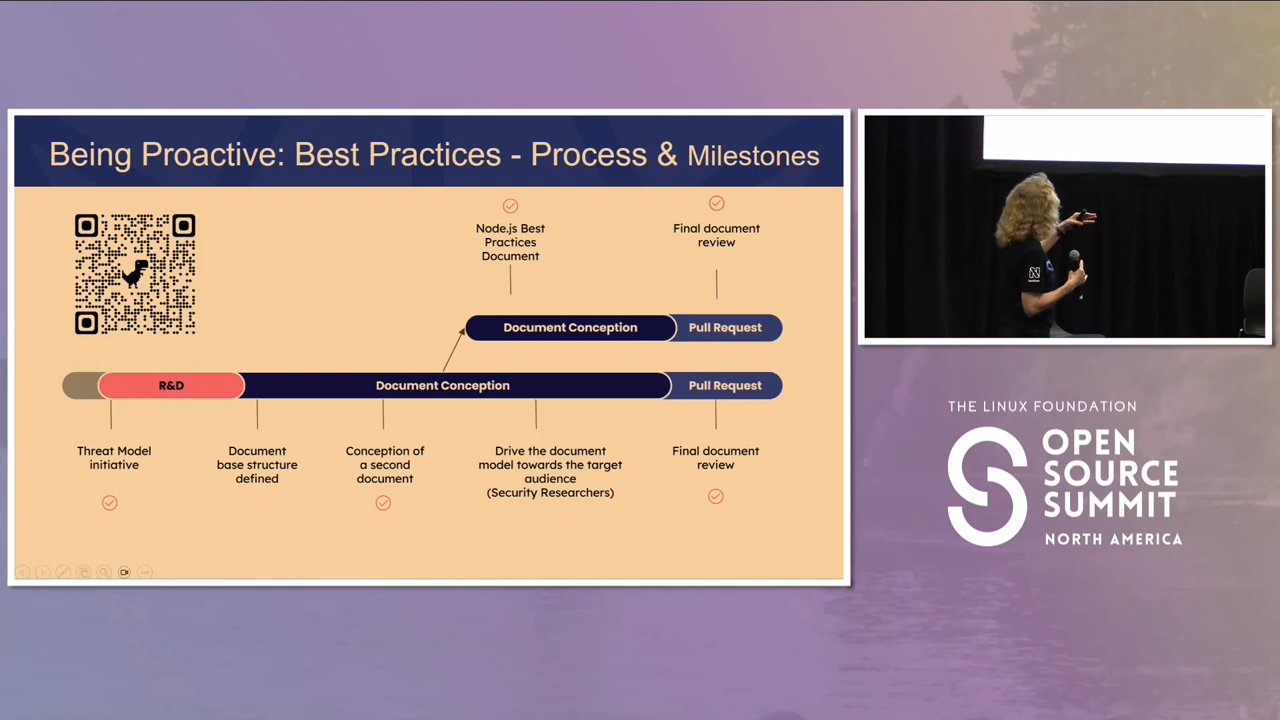 Being Proactive: Best Practices - Process & Milestones
Node.js Best
Practices
Document
Final document
review
Document Conception
Pull Request
R&D
Document Conception
Pull Request
Threat Model
initiative
Document
base structure
defined
Conception of
a second
document
Drive the document
model towards the target
audience
(Security Researchers)
Final document
review
THE LINUX FOUNDATION
OPEN
SOURCE
SUMMIT
NORTH AMERICA